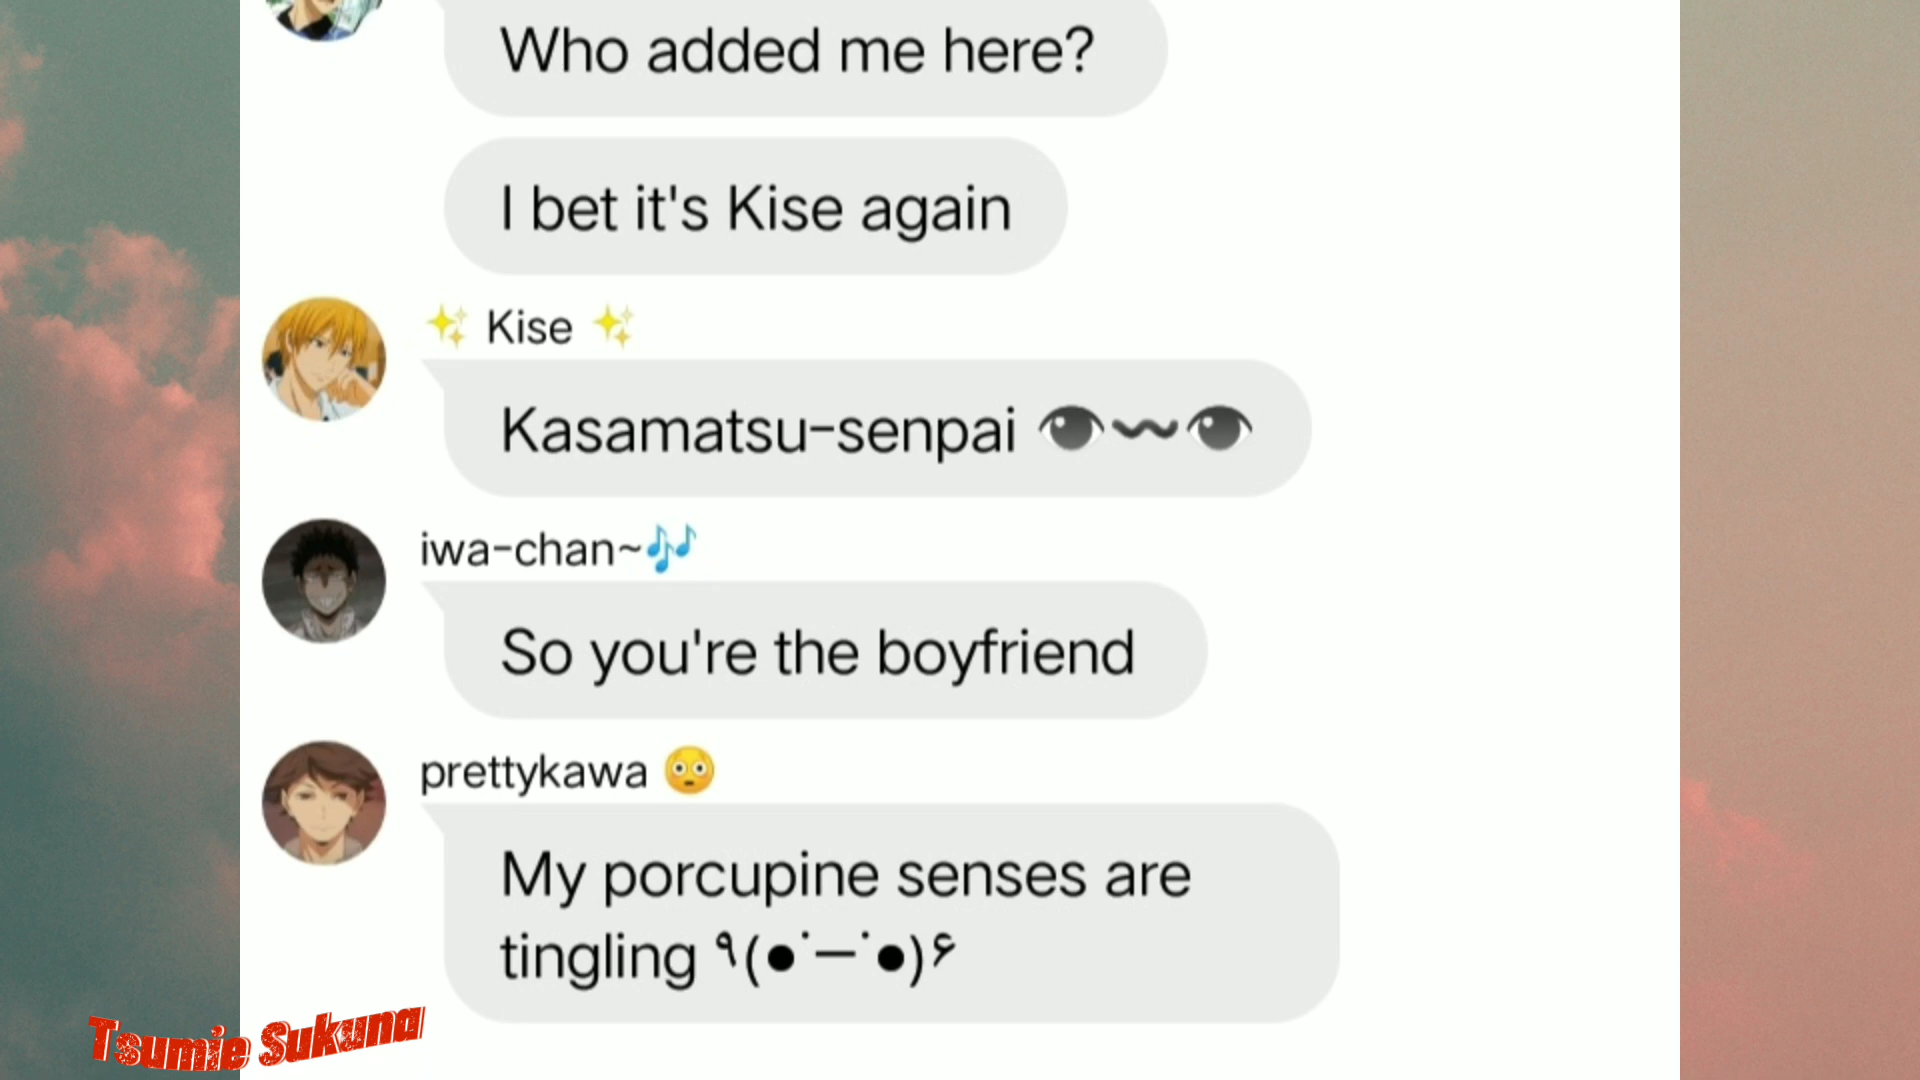 Who added me here?
I bet it's Kise again
✨ Kise ✨
Kasamatsu-senpai 👁〰👁
iwa-chan~🎶
So you're the boyfriend
prettykawa 😳
My porcupine senses are
tingling ٩(●˙—˙●)۶
Tsumie Sukuna